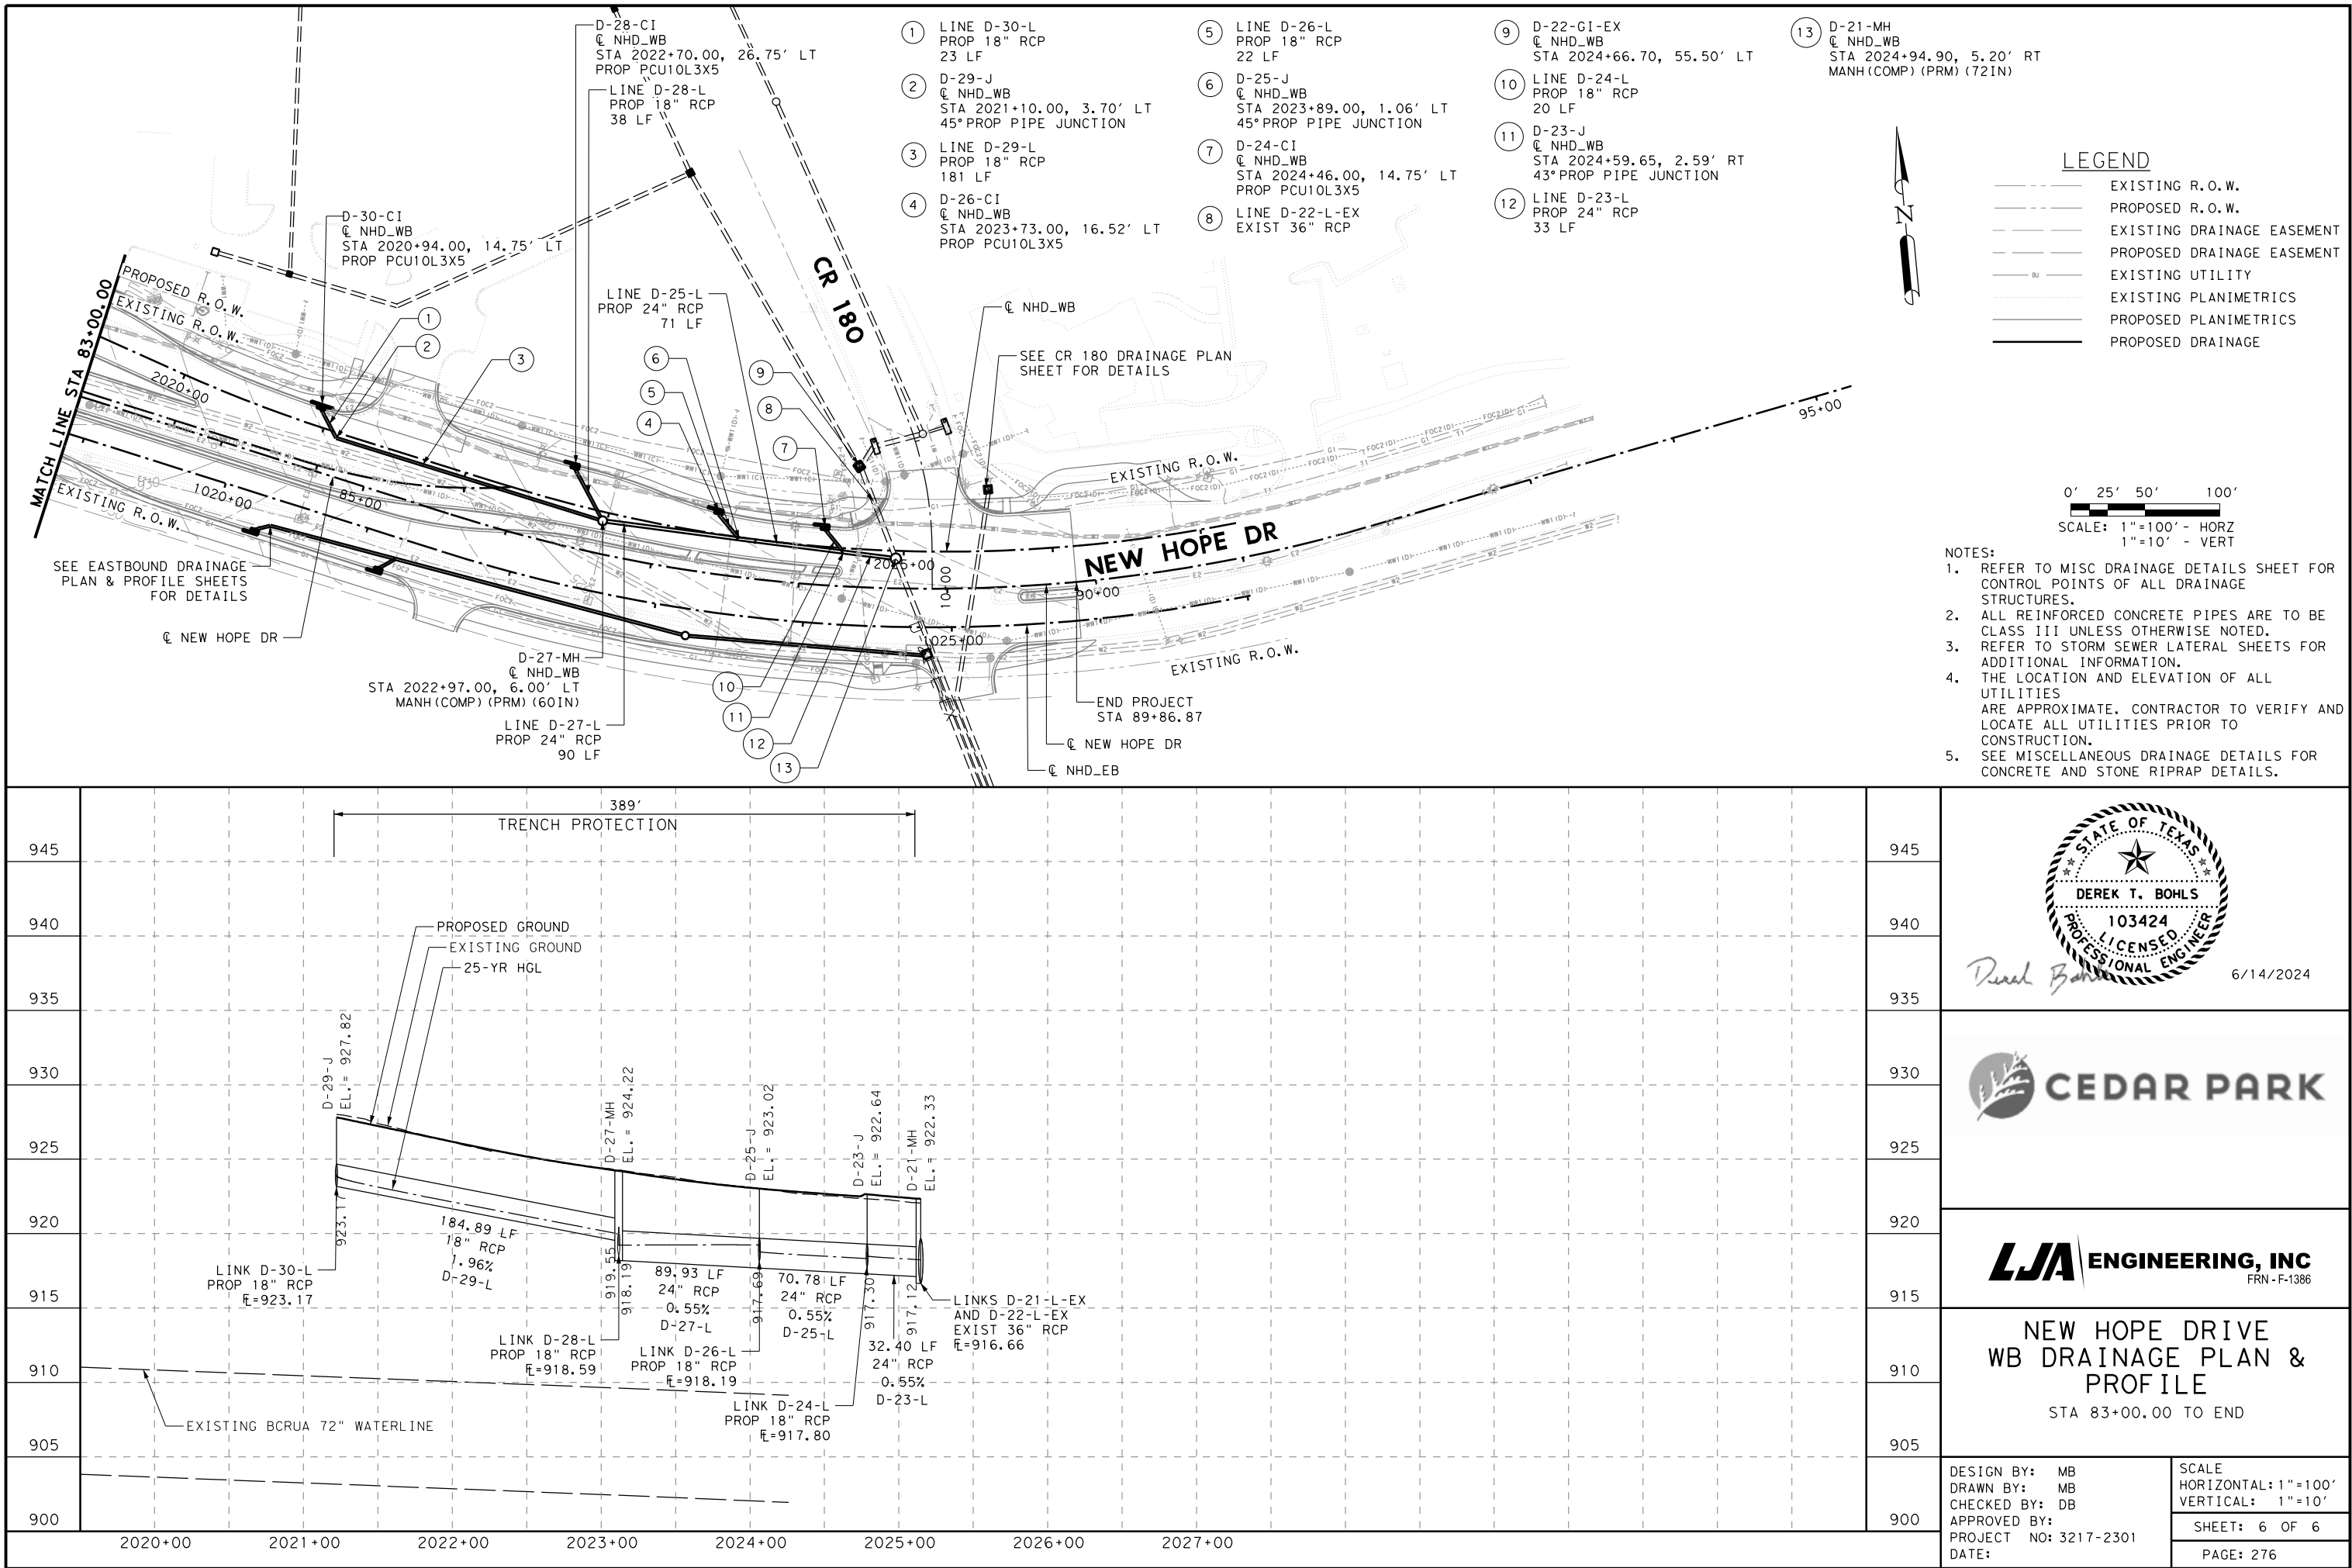 D-28-CI
℄ NHD_WB
STA 2022+70.00, 26.75' LT
PROP PCU10L3X5
LINE D-28-L
PROP 18" RCP
38 LF
D-30-CI
℄ NHD_WB
STA 2020+94.00, 14.75' LT
PROP PCU10L3X5
1 LINE D-30-L
PROP 18" RCP
23 LF
2 D-29-J
℄ NHD_WB
STA 2021+10.00, 3.70' LT
45° PROP PIPE JUNCTION
3 LINE D-29-L
PROP 18" RCP
181 LF
4 D-26-CI
℄ NHD_WB
STA 2023+73.00, 16.52' LT
PROP PCU10L3X5
5 LINE D-26-L
PROP 18" RCP
22 LF
6 D-25-J
℄ NHD_WB
STA 2023+89.00, 1.06' LT
45° PROP PIPE JUNCTION
7 D-24-CI
℄ NHD_WB
STA 2024+46.00, 14.75' LT
PROP PCU10L3X5
8 LINE D-22-L-EX
EXIST 36" RCP
9 D-22-GI-EX
℄ NHD_WB
STA 2024+66.70, 55.50' LT
10 LINE D-24-L
PROP 18" RCP
20 LF
11 D-23-J
℄ NHD_WB
STA 2024+59.65, 2.59' RT
43° PROP PIPE JUNCTION
12 LINE D-23-L
PROP 24" RCP
33 LF
13 D-21-MH
℄ NHD_WB
STA 2024+94.90, 5.20' RT
MANH(COMP)(PRM)(72IN)
N
LEGEND
EXISTING R.O.W.
PROPOSED R.O.W.
EXISTING DRAINAGE EASEMENT
PROPOSED DRAINAGE EASEMENT
OU EXISTING UTILITY
EXISTING PLANIMETRICS
PROPOSED PLANIMETRICS
PROPOSED DRAINAGE
0' 25' 50' 100'
SCALE: 1"=100' - HORZ
1"=10' - VERT
NOTES:
1. REFER TO MISC DRAINAGE DETAILS SHEET FOR
CONTROL POINTS OF ALL DRAINAGE
STRUCTURES.
2. ALL REINFORCED CONCRETE PIPES ARE TO BE
CLASS III UNLESS OTHERWISE NOTED.
3. REFER TO STORM SEWER LATERAL SHEETS FOR
ADDITIONAL INFORMATION.
4. THE LOCATION AND ELEVATION OF ALL
UTILITIES
ARE APPROXIMATE. CONTRACTOR TO VERIFY AND
LOCATE ALL UTILITIES PRIOR TO
CONSTRUCTION.
5. SEE MISCELLANEOUS DRAINAGE DETAILS FOR
CONCRETE AND STONE RIPRAP DETAILS.
MATCH LINE STA 83+00.00
PROPOSED R.O.W.
EXISTING R.O.W.
2020+00
1020+00
85+00
930
EXISTING R.O.W.
1
2
3
LINE D-25-L
PROP 24" RCP
71 LF
6
5
4
9
8
7
CR 180
℄ NHD_WB
SEE CR 180 DRAINAGE PLAN
SHEET FOR DETAILS
EXISTING R.O.W.
NEW HOPE DR
95+00
2025+00
10+00
90+00
1025+00
EXISTING R.O.W.
SEE EASTBOUND DRAINAGE
PLAN & PROFILE SHEETS
FOR DETAILS
℄ NEW HOPE DR
D-27-MH
℄ NHD_WB
STA 2022+97.00, 6.00' LT
MANH(COMP)(PRM)(60IN)
LINE D-27-L
PROP 24" RCP
90 LF
10
11
12
13
END PROJECT
STA 89+86.87
℄ NEW HOPE DR
℄ NHD_EB
389'
TRENCH PROTECTION
945 945
940 940
935 935
930 930
925 925
920 920
915 915
910 910
905 905
900 900
PROPOSED GROUND
EXISTING GROUND
25-YR HGL
D-29-J
EL.= 927.82
D-27-MH
EL.= 924.22
D-25-J
EL.= 923.02
D-23-J
EL.= 922.64
D-21-MH
EL.= 922.33
923.17
184.89 LF
18" RCP
1.96%
D-29-L
919.55
918.19
89.93 LF
24" RCP
0.55%
D-27-L
917.69
70.78 LF
24" RCP
0.55%
D-25-L
917.30
32.40 LF
24" RCP
0.55%
D-23-L
917.12
LINK D-30-L
PROP 18" RCP
FL=923.17
LINK D-28-L
PROP 18" RCP
FL=918.59
LINK D-26-L
PROP 18" RCP
FL=918.19
LINK D-24-L
PROP 18" RCP
FL=917.80
LINKS D-21-L-EX
AND D-22-L-EX
EXIST 36" RCP
FL=916.66
EXISTING BCRUA 72" WATERLINE
2020+00 2021+00 2022+00 2023+00 2024+00 2025+00 2026+00 2027+00
STATE OF TEXAS
DEREK T. BOHLS
103424
LICENSED
PROFESSIONAL ENGINEER
6/14/2024
CEDAR PARK
LJA ENGINEERING, INC
FRN - F-1386
NEW HOPE DRIVE
WB DRAINAGE PLAN &
PROFILE
STA 83+00.00 TO END
DESIGN BY: MB
DRAWN BY: MB
CHECKED BY: DB
APPROVED BY:
PROJECT NO: 3217-2301
DATE:
SCALE
HORIZONTAL: 1"=100'
VERTICAL: 1"=10'
SHEET: 6 OF 6
PAGE: 276